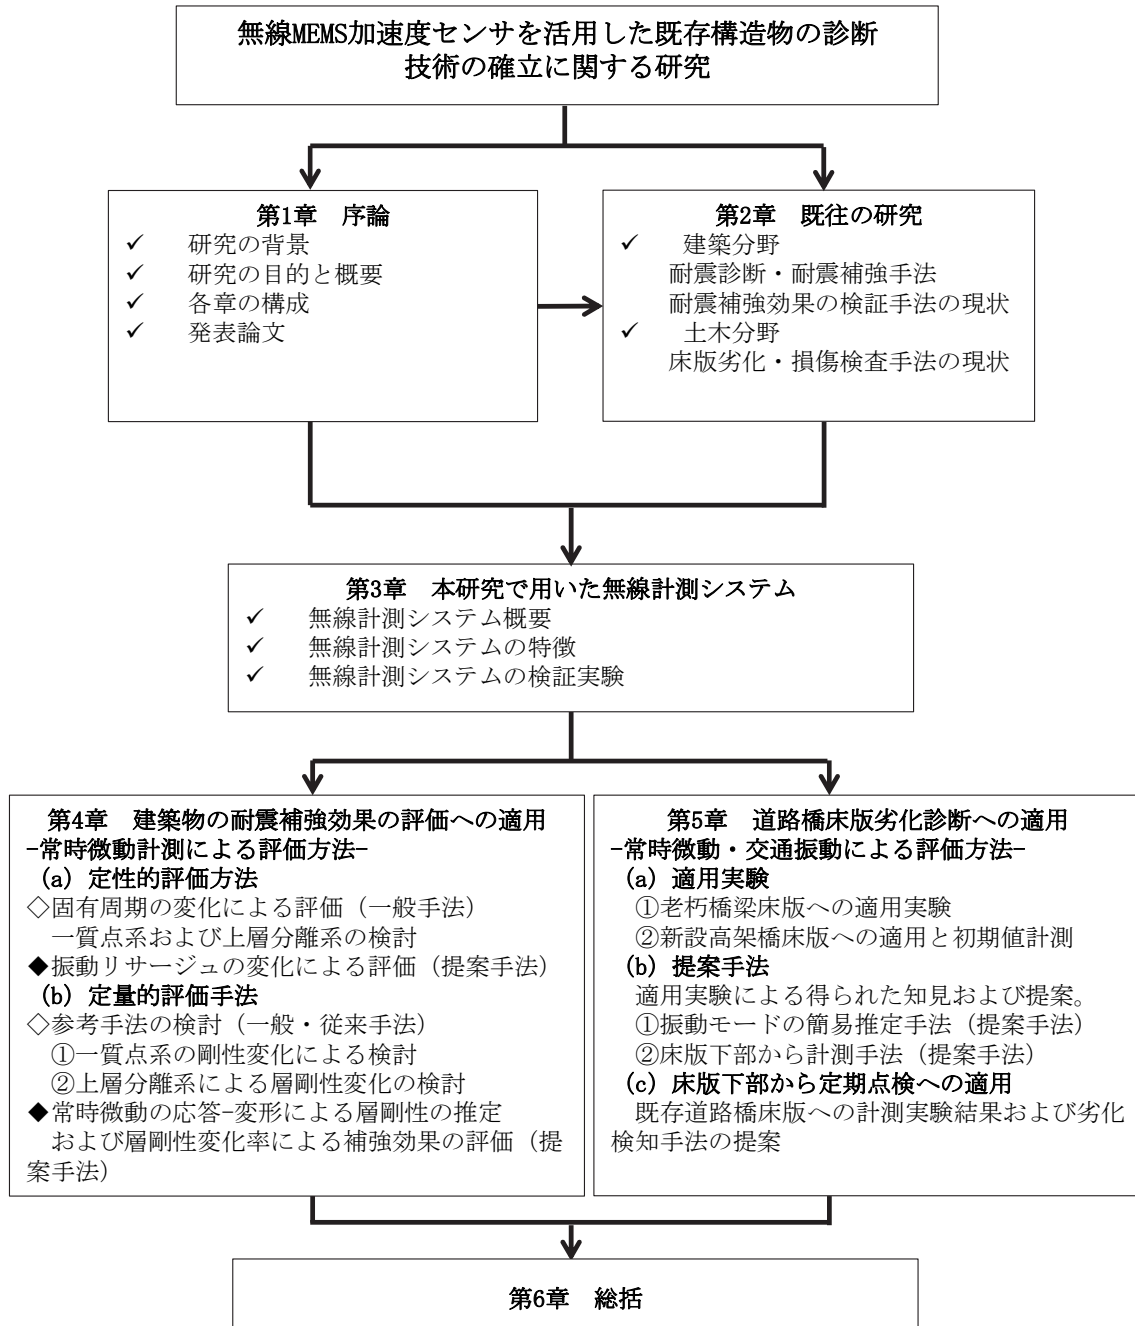 無線MEMS加速度センサを活用した既存構造物の診断
技術の確立に関する研究
第1章 序論
✓ 研究の背景
✓ 研究の目的と概要
✓ 各章の構成
✓ 発表論文
第2章 既往の研究
✓ 建築分野
耐震診断・耐震補強手法
耐震補強効果の検証手法の現状
✓ 土木分野
床版劣化・損傷検査手法の現状
第3章 本研究で用いた無線計測システム
✓ 無線計測システム概要
✓ 無線計測システムの特徴
✓ 無線計測システムの検証実験
第4章 建築物の耐震補強効果の評価への適用
-常時微動計測による評価方法-
(a) 定性的評価方法
◇固有周期の変化による評価(一般手法)
一質点系および上層分離系の検討
◆振動リサージュの変化による評価(提案手法)
(b) 定量的評価手法
◇参考手法の検討(一般・従来手法)
①一質点系の剛性変化による検討
②上層分離系による層剛性変化の検討
◆常時微動の応答-変形による層剛性の推定
および層剛性変化率による補強効果の評価(提
案手法)
第5章 道路橋床版劣化診断への適用
-常時微動・交通振動による評価方法-
(a) 適用実験
①老朽橋梁床版への適用実験
②新設高架橋床版への適用と初期値計測
(b) 提案手法
適用実験による得られた知見および提案。
①振動モードの簡易推定手法(提案手法)
②床版下部から計測手法(提案手法)
(c) 床版下部から定期点検への適用
既存道路橋床版への計測実験結果および劣化
検知手法の提案
第6章 総括